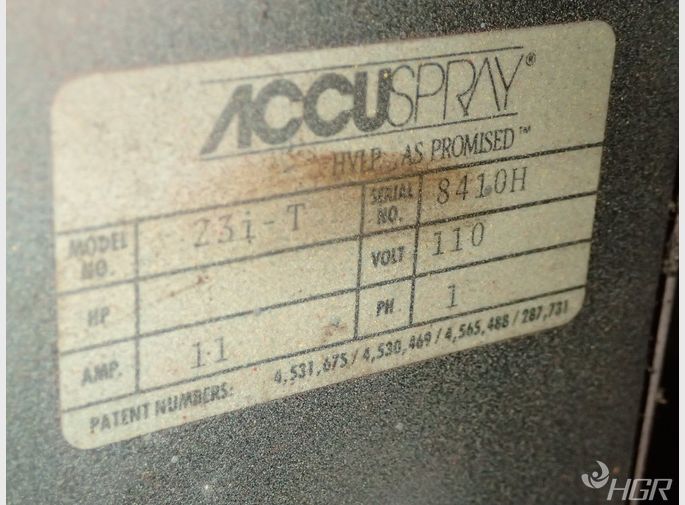 ACCUSPRAY®
HVLP... AS PROMISED™
MODEL NO. 23i-T SERIAL NO. 8410H
HP VOLT 110
AMP. 11 PH. 1
PATENT NUMBERS: 4,531,675 / 4,530,469 / 4,565,488 / 287,731
HGR